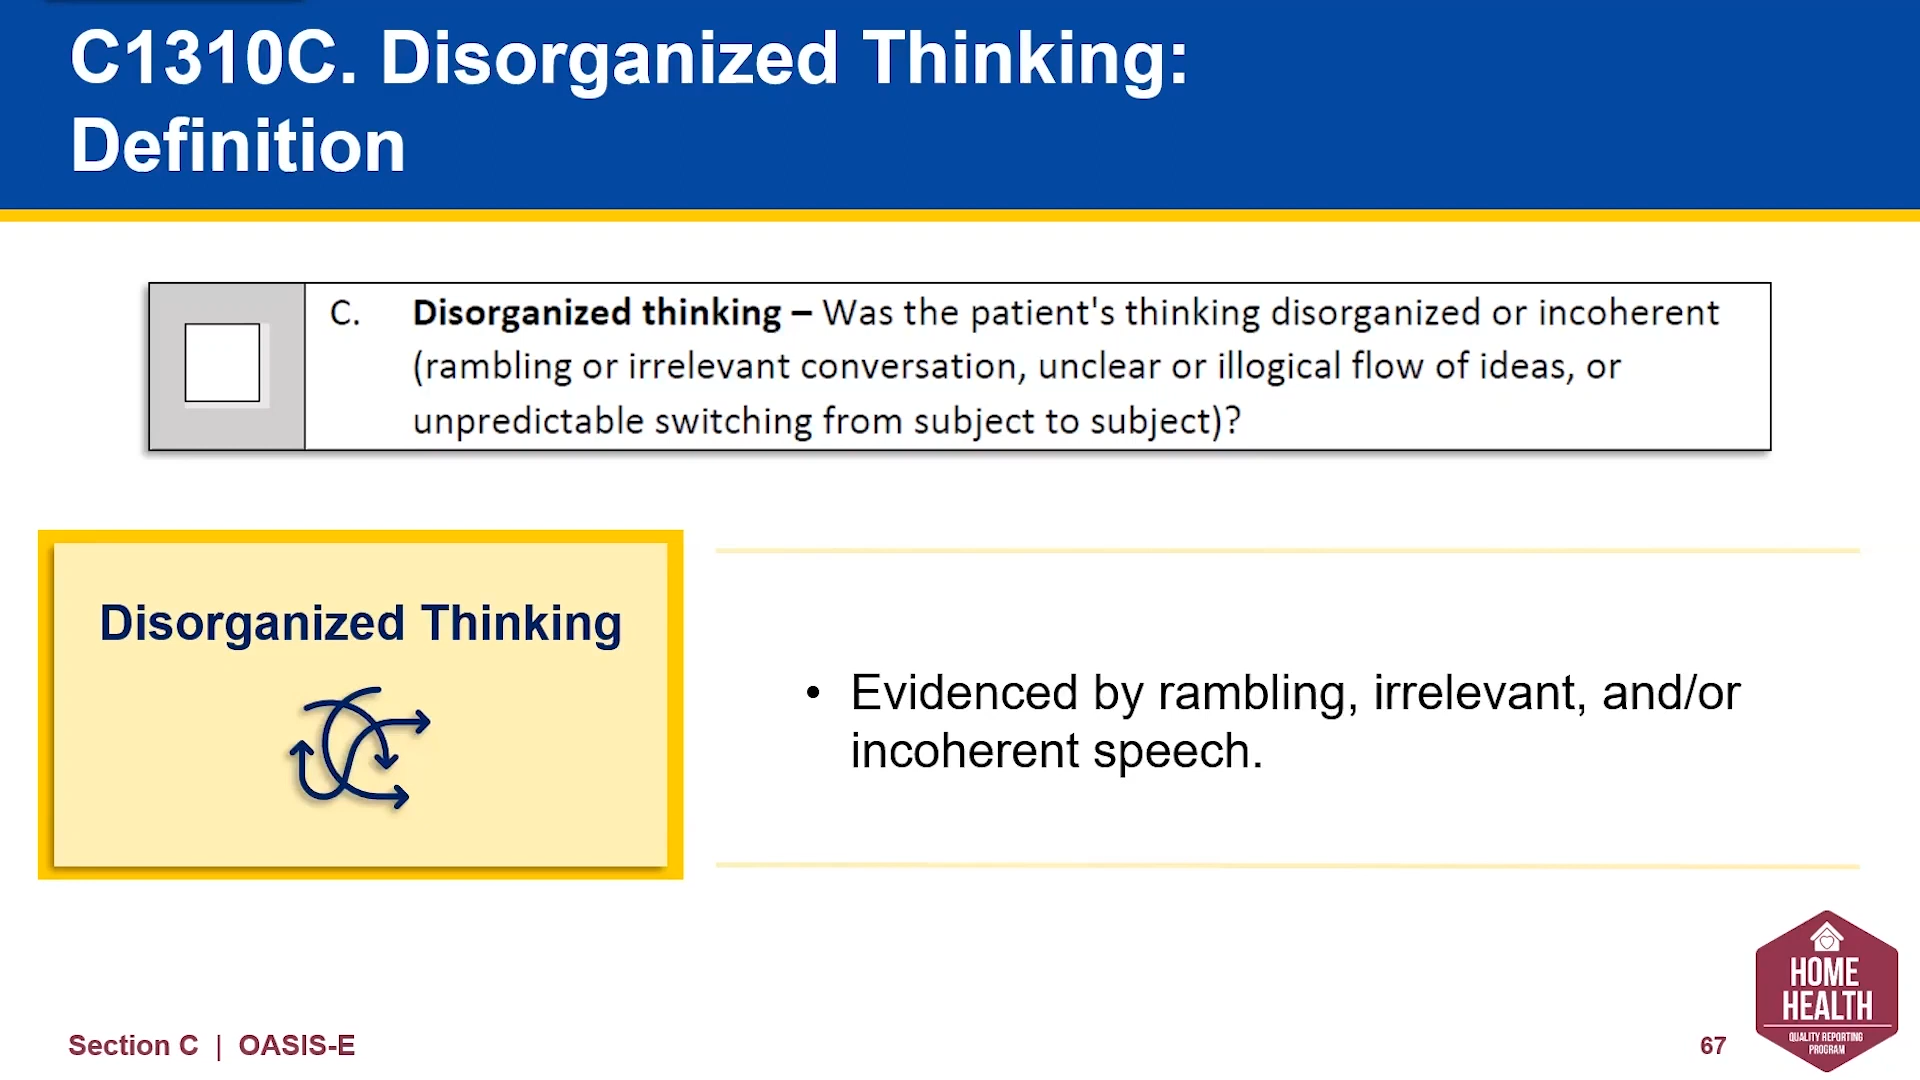 C1310C. Disorganized Thinking:
Definition
C. Disorganized thinking – Was the patient's thinking disorganized or incoherent
(rambling or irrelevant conversation, unclear or illogical flow of ideas, or
unpredictable switching from subject to subject)?
Disorganized Thinking
• Evidenced by rambling, irrelevant, and/or
incoherent speech.
HOME
HEALTH
QUALITY REPORTING
PROGRAM
Section C | OASIS-E
67